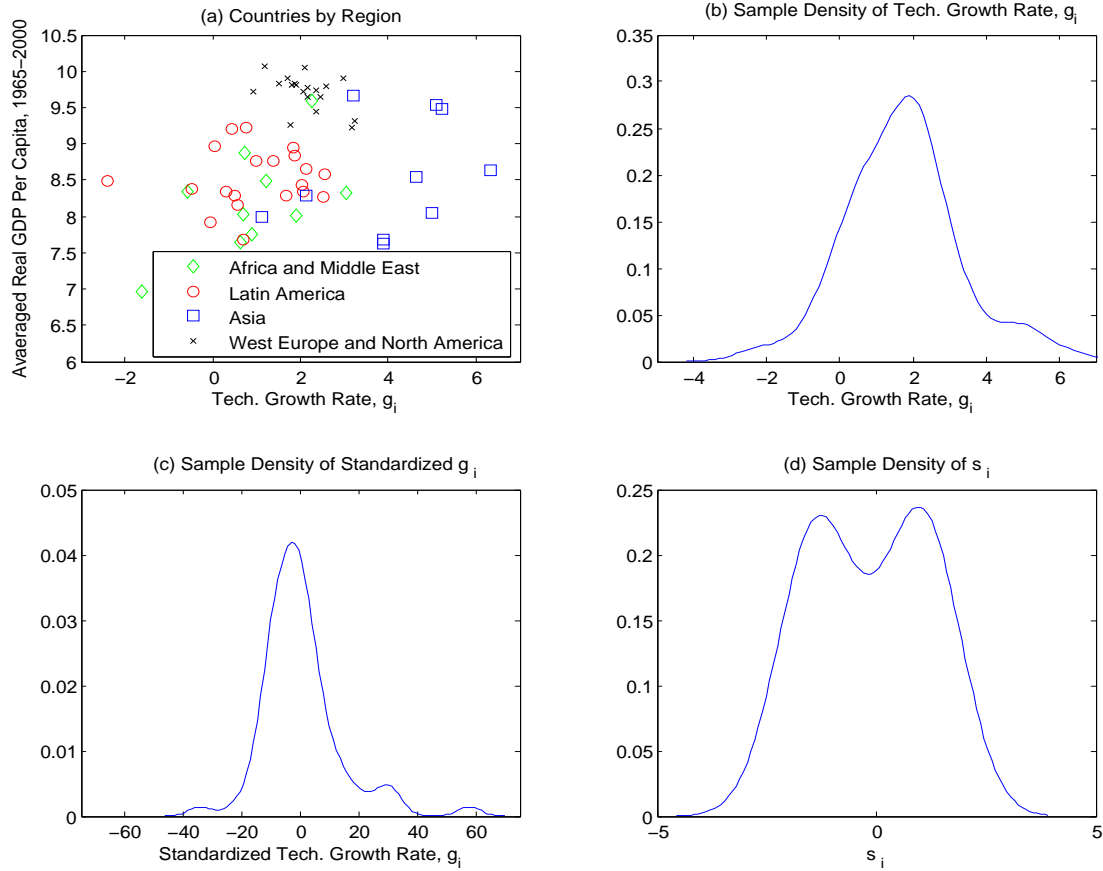 (a) Countries by Region
Avaeraged Real GDP Per Capita, 1965-2000
10.5
10
9.5
9
8.5
8
7.5
7
6.5
6
Africa and Middle East
Latin America
Asia
West Europe and North America
−2 0 2 4 6
Tech. Growth Rate, g_i
(b) Sample Density of Tech. Growth Rate, g_i
0.35
0.3
0.25
0.2
0.15
0.1
0.05
0
−4 −2 0 2 4 6
Tech. Growth Rate, g_i
(c) Sample Density of Standardized g_i
0.05
0.04
0.03
0.02
0.01
0
−60 −40 −20 0 20 40 60
Standardized Tech. Growth Rate, g_i
(d) Sample Density of s_i
0.25
0.2
0.15
0.1
0.05
0
−5 0 5
s_i